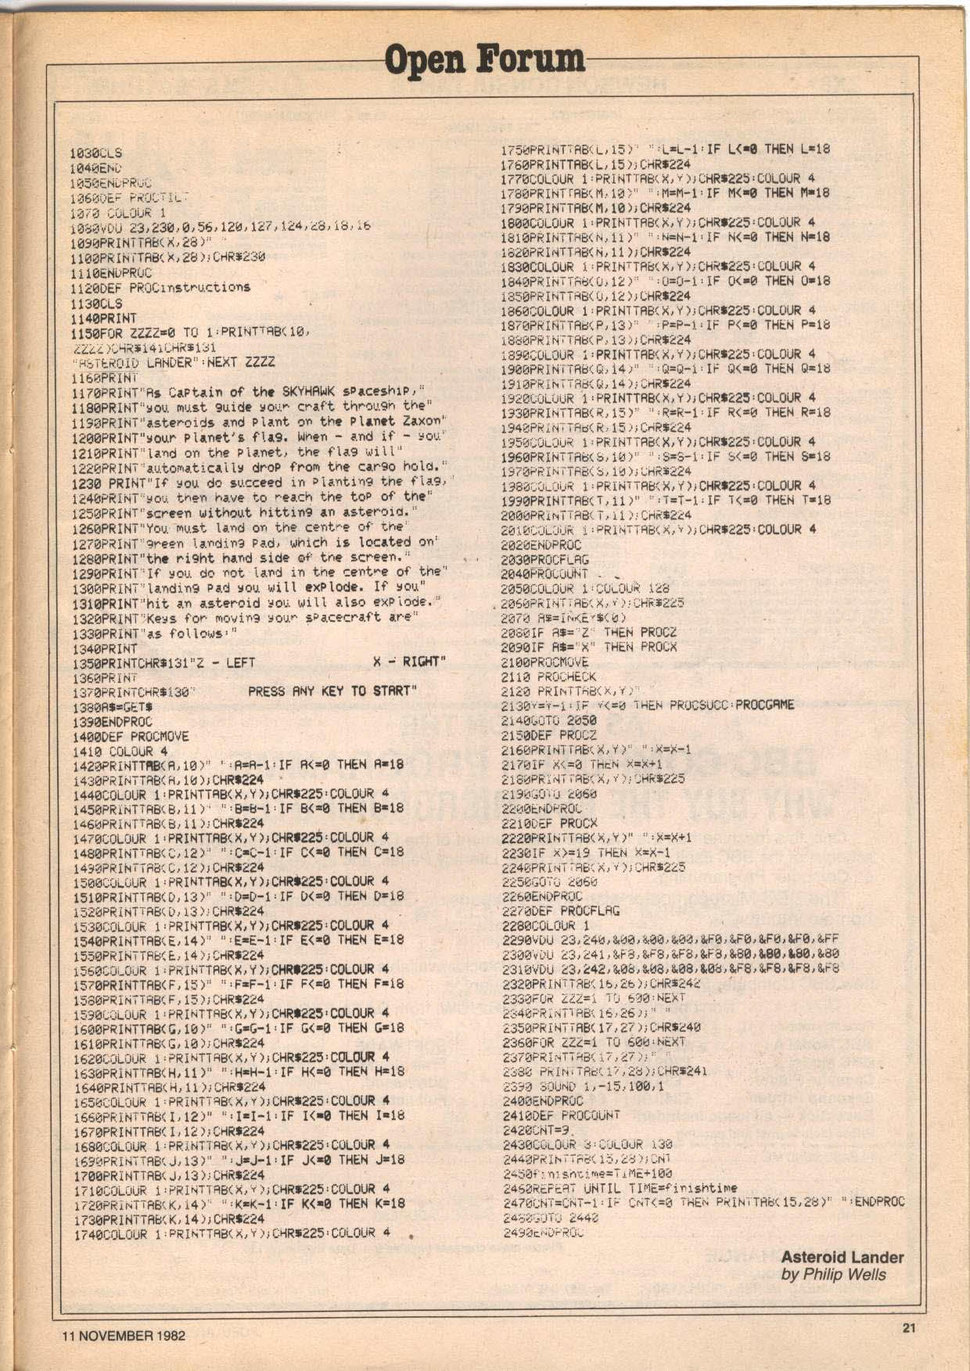 Open Forum
1030CLS
1040END
1050ENDPROC
1060DEF PROCTILT
1070 COLOUR 1
1080VDU 23,230,0,56,120,127,124,28,18,16
1090PRINTTAB(X,28)" "
1100PRINTTAB(X,28);CHR$230
1110ENDPROC
1120DEF PROCinstructions
1130CLS
1140PRINT
1150FOR ZZZZ=0 TO 1:PRINTTAB(10,
ZZZZ)CHR$141CHR$131
"ASTEROID LANDER":NEXT ZZZZ
1160PRINT
1170PRINT"As Captain of the SKYHAWK spaceship,"
1180PRINT"you must guide your craft through the"
1190PRINT"asteroids and plant on the Planet Zaxon"
1200PRINT"your Planet's flag. When - and if - you"
1210PRINT"land on the Planet, the flag will"
1220PRINT"automatically drop from the cargo hold."
1230 PRINT"If you do succeed in planting the flag,"
1240PRINT"you then have to reach the top of the"
1250PRINT"screen without hitting an asteroid."
1260PRINT"You must land on the centre of the"
1270PRINT"green landing pad, which is located on"
1280PRINT"the right hand side of the screen."
1290PRINT"If you do not land in the centre of the"
1300PRINT"landing pad you will explode. If you"
1310PRINT"hit an asteroid you will also explode."
1320PRINT"Keys for moving your spacecraft are"
1330PRINT"as follows:"
1340PRINT
1350PRINTCHR$131"Z - LEFT X - RIGHT"
1360PRINT
1370PRINTCHR$130" PRESS ANY KEY TO START"
1380A$=GET$
1390ENDPROC
1400DEF PROCMOVE
1410 COLOUR 4
1420PRINTTAB(A,10)" ":A=A-1:IF A<=0 THEN A=18
1430PRINTTAB(A,10);CHR$224
1440COLOUR 1:PRINTTAB(X,Y);CHR$225:COLOUR 4
1450PRINTTAB(B,11)" ":B=B-1:IF B<=0 THEN B=18
1460PRINTTAB(B,11);CHR$224
1470COLOUR 1:PRINTTAB(X,Y);CHR$225:COLOUR 4
1480PRINTTAB(C,12)" ":C=C-1:IF C<=0 THEN C=18
1490PRINTTAB(C,12);CHR$224
1500COLOUR 1:PRINTTAB(X,Y);CHR$225:COLOUR 4
1510PRINTTAB(D,13)" ":D=D-1:IF D<=0 THEN D=18
1520PRINTTAB(D,13);CHR$224
1530COLOUR 1:PRINTTAB(X,Y);CHR$225:COLOUR 4
1540PRINTTAB(E,14)" ":E=E-1:IF E<=0 THEN E=18
1550PRINTTAB(E,14);CHR$224
1560COLOUR 1:PRINTTAB(X,Y);CHR$225:COLOUR 4
1570PRINTTAB(F,15)" ":F=F-1:IF F<=0 THEN F=18
1580PRINTTAB(F,15);CHR$224
1590COLOUR 1:PRINTTAB(X,Y);CHR$225:COLOUR 4
1600PRINTTAB(G,10)" ":G=G-1:IF G<=0 THEN G=18
1610PRINTTAB(G,10);CHR$224
1620COLOUR 1:PRINTTAB(X,Y);CHR$225:COLOUR 4
1630PRINTTAB(H,11)" ":H=H-1:IF H<=0 THEN H=18
1640PRINTTAB(H,11);CHR$224
1650COLOUR 1:PRINTTAB(X,Y);CHR$225:COLOUR 4
1660PRINTTAB(I,12)" ":I=I-1:IF I<=0 THEN I=18
1670PRINTTAB(I,12);CHR$224
1680COLOUR 1:PRINTTAB(X,Y);CHR$225:COLOUR 4
1690PRINTTAB(J,13)" ":J=J-1:IF J<=0 THEN J=18
1700PRINTTAB(J,13);CHR$224
1710COLOUR 1:PRINTTAB(X,Y);CHR$225:COLOUR 4
1720PRINTTAB(K,14)" ":K=K-1:IF K<=0 THEN K=18
1730PRINTTAB(K,14);CHR$224
1740COLOUR 1:PRINTTAB(X,Y);CHR$225:COLOUR 4
1750PRINTTAB(L,15)" ":L=L-1:IF L<=0 THEN L=18
1760PRINTTAB(L,15);CHR$224
1770COLOUR 1:PRINTTAB(X,Y);CHR$225:COLOUR 4
1780PRINTTAB(M,10)" ":M=M-1:IF M<=0 THEN M=18
1790PRINTTAB(M,10);CHR$224
1800COLOUR 1:PRINTTAB(X,Y);CHR$225:COLOUR 4
1810PRINTTAB(N,11)" ":N=N-1:IF N<=0 THEN N=18
1820PRINTTAB(N,11);CHR$224
1830COLOUR 1:PRINTTAB(X,Y);CHR$225:COLOUR 4
1840PRINTTAB(O,12)" ":O=O-1:IF O<=0 THEN O=18
1850PRINTTAB(O,12);CHR$224
1860COLOUR 1:PRINTTAB(X,Y);CHR$225:COLOUR 4
1870PRINTTAB(P,13)" ":P=P-1:IF P<=0 THEN P=18
1880PRINTTAB(P,13);CHR$224
1890COLOUR 1:PRINTTAB(X,Y);CHR$225:COLOUR 4
1900PRINTTAB(Q,14)" ":Q=Q-1:IF Q<=0 THEN Q=18
1910PRINTTAB(Q,14);CHR$224
1920COLOUR 1:PRINTTAB(X,Y);CHR$225:COLOUR 4
1930PRINTTAB(R,15)" ":R=R-1:IF R<=0 THEN R=18
1940PRINTTAB(R,15);CHR$224
1950COLOUR 1:PRINTTAB(X,Y);CHR$225:COLOUR 4
1960PRINTTAB(S,10)" ":S=S-1:IF S<=0 THEN S=18
1970PRINTTAB(S,10);CHR$224
1980COLOUR 1:PRINTTAB(X,Y);CHR$225:COLOUR 4
1990PRINTTAB(T,11)" ":T=T-1:IF T<=0 THEN T=18
2000PRINTTAB(T,11);CHR$224
2010COLOUR 1:PRINTTAB(X,Y);CHR$225:COLOUR 4
2020ENDPROC
2030PROCFLAG
2040PROCOUNT
2050COLOUR 1:COLOUR 128
2060PRINTTAB(X,Y);CHR$225
2070 A$=INKEY$(0)
2080IF A$="Z" THEN PROCZ
2090IF A$="X" THEN PROCX
2100PROCMOVE
2110 PROCHECK
2120 PRINTTAB(X,Y)" "
2130Y=Y-1:IF Y<=0 THEN PROCSUCC:PROCGAME
2140GOTO 2050
2150DEF PROCZ
2160PRINTTAB(X,Y)" ":X=X-1
2170IF X<=0 THEN X=X+1
2180PRINTTAB(X,Y);CHR$225
2190GOTO 2060
2200ENDPROC
2210DEF PROCX
2220PRINTTAB(X,Y)" ":X=X+1
2230IF X>=19 THEN X=X-1
2240PRINTTAB(X,Y);CHR$225
2250GOTO 2060
2260ENDPROC
2270DEF PROCFLAG
2280COLOUR 1
2290VDU 23,240,&00,&00,&00,&F0,&F0,&F0,&F0,&FF
2300VDU 23,241,&F8,&F8,&F8,&F8,&80,&80,&80,&80
2310VDU 23,242,&08,&08,&08,&08,&F8,&F8,&F8,&F8
2320PRINTTAB(16,26);CHR$242
2330FOR ZZZ=1 TO 600:NEXT
2340PRINTTAB(16,26);" "
2350PRINTTAB(17,27);CHR$240
2360FOR ZZZ=1 TO 600:NEXT
2370PRINTTAB(17,27);" "
2380 PRINTTAB(17,28);CHR$241
2390 SOUND 1,-15,100,1
2400ENDPROC
2410DEF PROCOUNT
2420CNT=9
2430COLOUR 3:COLOUR 130
2440PRINTTAB(15,28);CNT
2450finishtime=TIME+100
2460REPEAT UNTIL TIME=finishtime
2470CNT=CNT-1:IF CNT<=0 THEN PRINTTAB(15,28)" ":ENDPROC
2480GOTO 2440
2490ENDPROC
Asteroid Lander
by Philip Wells
11 NOVEMBER 1982
21